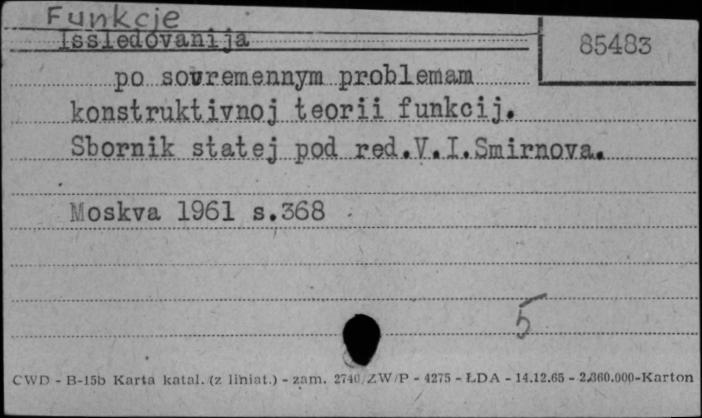 Funkcje
Issledovanija
85483
po sovremennym problemam
konstruktivnoj teorii funkcij.
Sbornik statej pod red.V.I.Smirnova.
Moskva 1961 s.368
5
CWD - B-15b Karta katal. (z liniat.) - zam. 2740/ZW/P - 4275 - ŁDA - 14.12.65 - 2.360.000-Karton